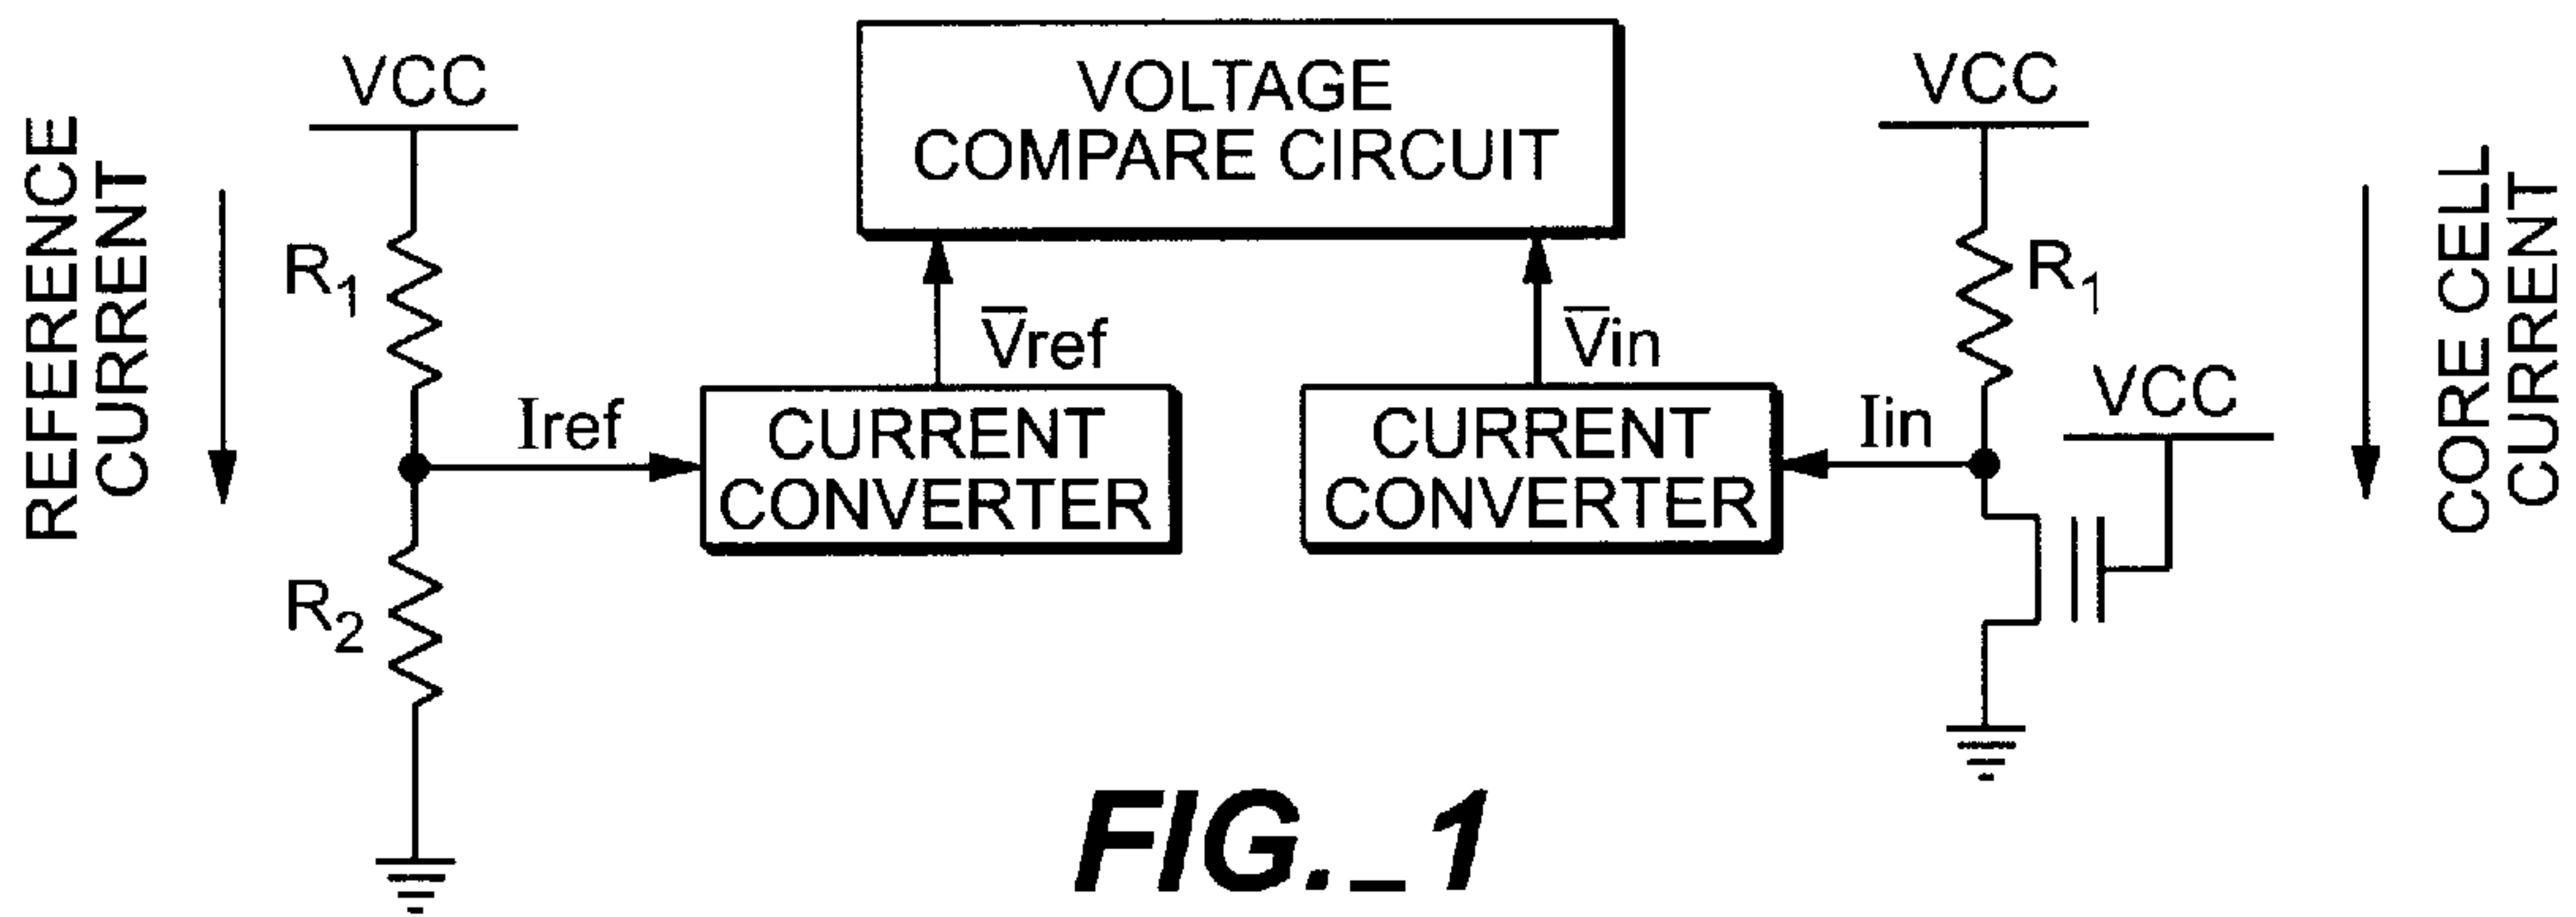 REFERENCE
CURRENT
VCC
R1
R2
Iref
CURRENT
CONVERTER
V̅ref
VOLTAGE
COMPARE CIRCUIT
V̅in
CURRENT
CONVERTER
Iin
VCC
R1
VCC
CORE CELL
CURRENT
FIG._1